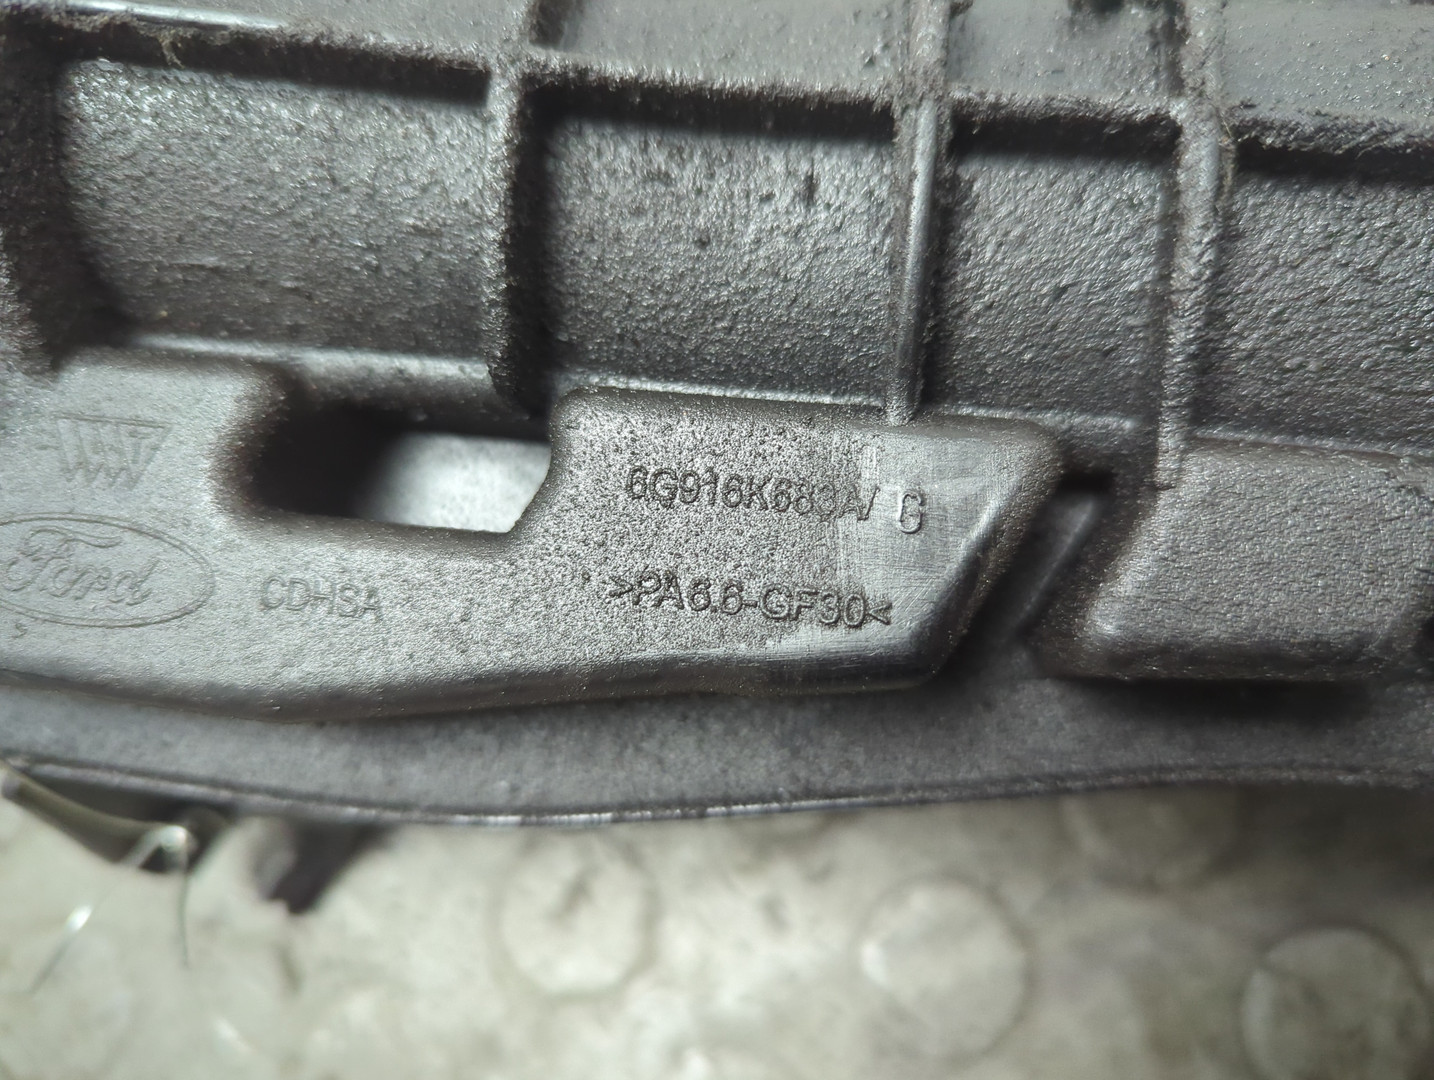 6G916K683A/ G
Ford
CDHSA
>PA6.6-GF30<